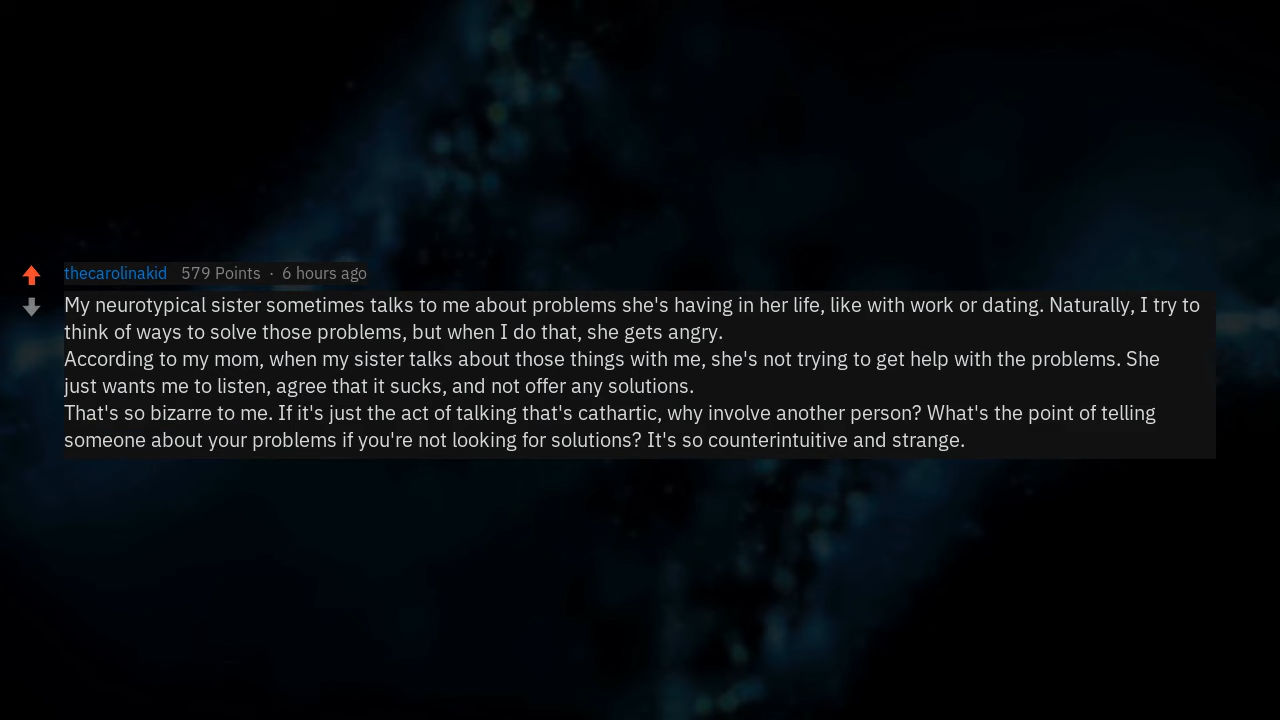 thecarolinakid 579 Points · 6 hours ago
My neurotypical sister sometimes talks to me about problems she's having in her life, like with work or dating. Naturally, I try to
think of ways to solve those problems, but when I do that, she gets angry.
According to my mom, when my sister talks about those things with me, she's not trying to get help with the problems. She
just wants me to listen, agree that it sucks, and not offer any solutions.
That's so bizarre to me. If it's just the act of talking that's cathartic, why involve another person? What's the point of telling
someone about your problems if you're not looking for solutions? It's so counterintuitive and strange.